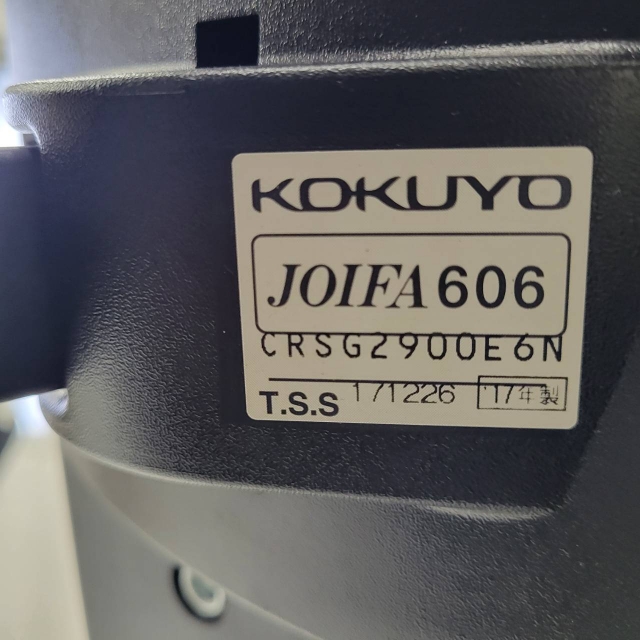 KOKUYO
JOIFA 606
CRSG2900E6N
T.S.S 171226 '17年製